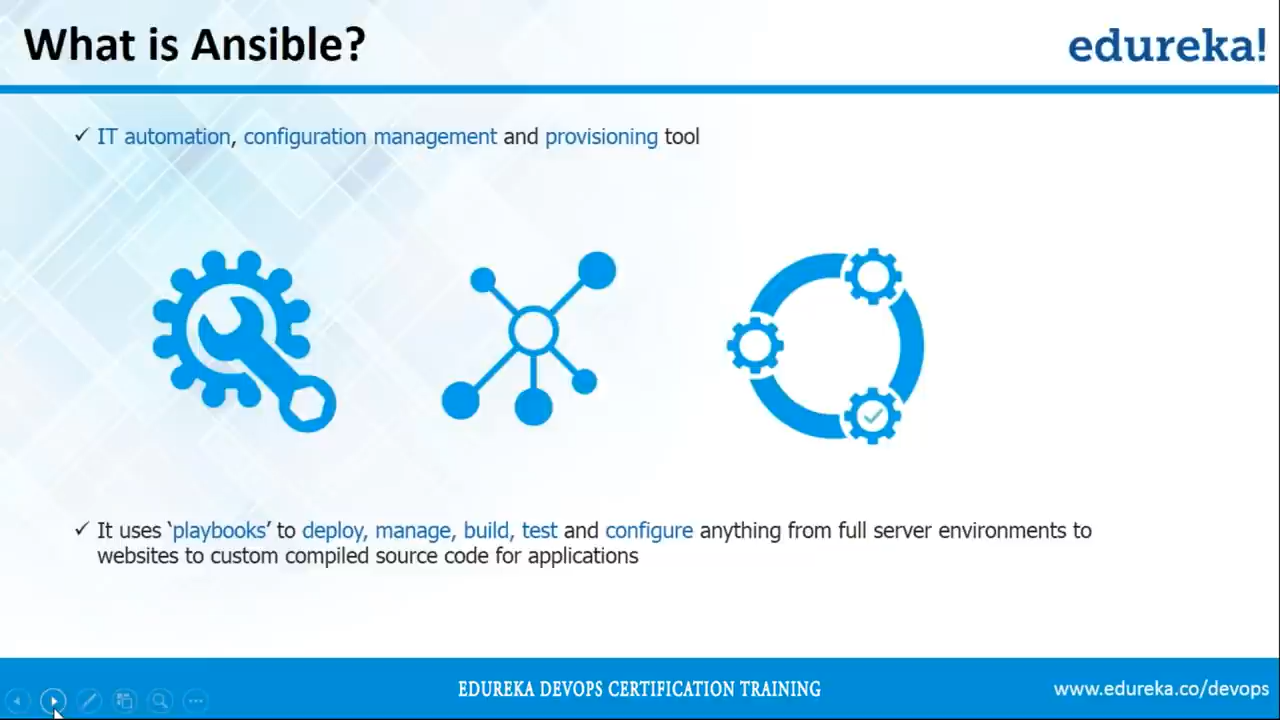 What is Ansible?
edureka!
✓ IT automation, configuration management and provisioning tool
✓ It uses ‘playbooks’ to deploy, manage, build, test and configure anything from full server environments to
websites to custom compiled source code for applications
EDUREKA DEVOPS CERTIFICATION TRAINING
www.edureka.co/devops